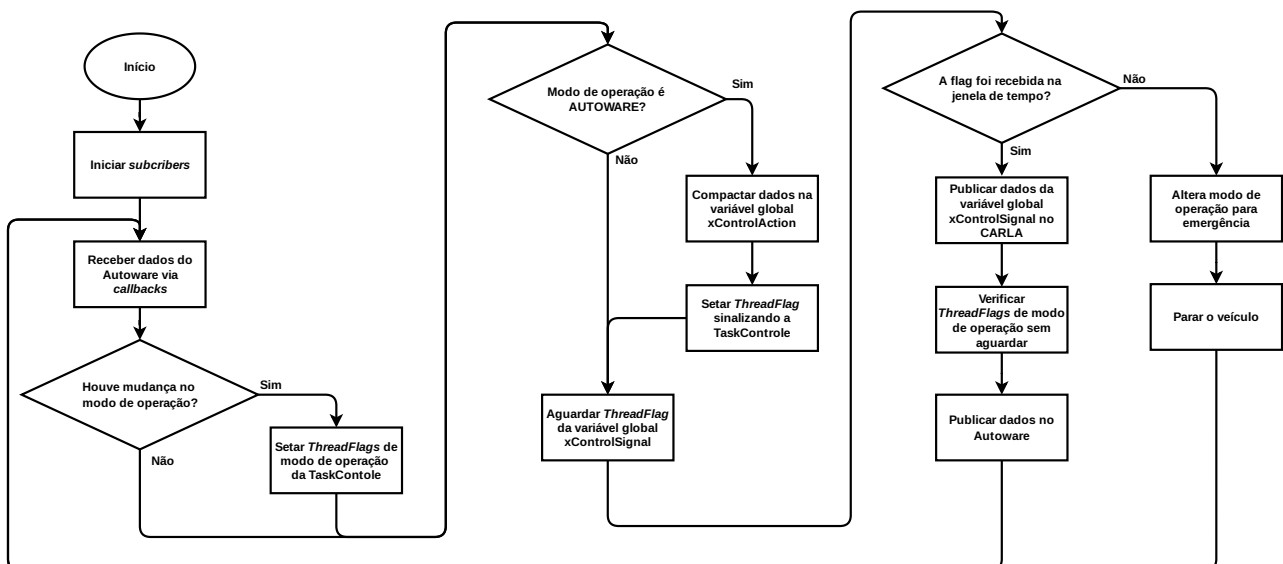 Início
Iniciar subcribers
Receber dados do
Autoware via
callbacks
Houve mudança no
modo de operação?
Sim
Não
Setar ThreadFlags de
modo de operação
da TaskContole
Modo de operação é
AUTOWARE?
Sim
Não
Compactar dados na
variável global
xControlAction
Setar ThreadFlag
sinalizando a
TaskControle
Aguardar ThreadFlag
da variável global
xControlSignal
A flag foi recebida na
jenela de tempo?
Não
Sim
Publicar dados da
variável global
xControlSignal no
CARLA
Verificar
ThreadFlags de modo
de operação sem
aguardar
Publicar dados no
Autoware
Altera modo de
operação para
emergência
Parar o veículo